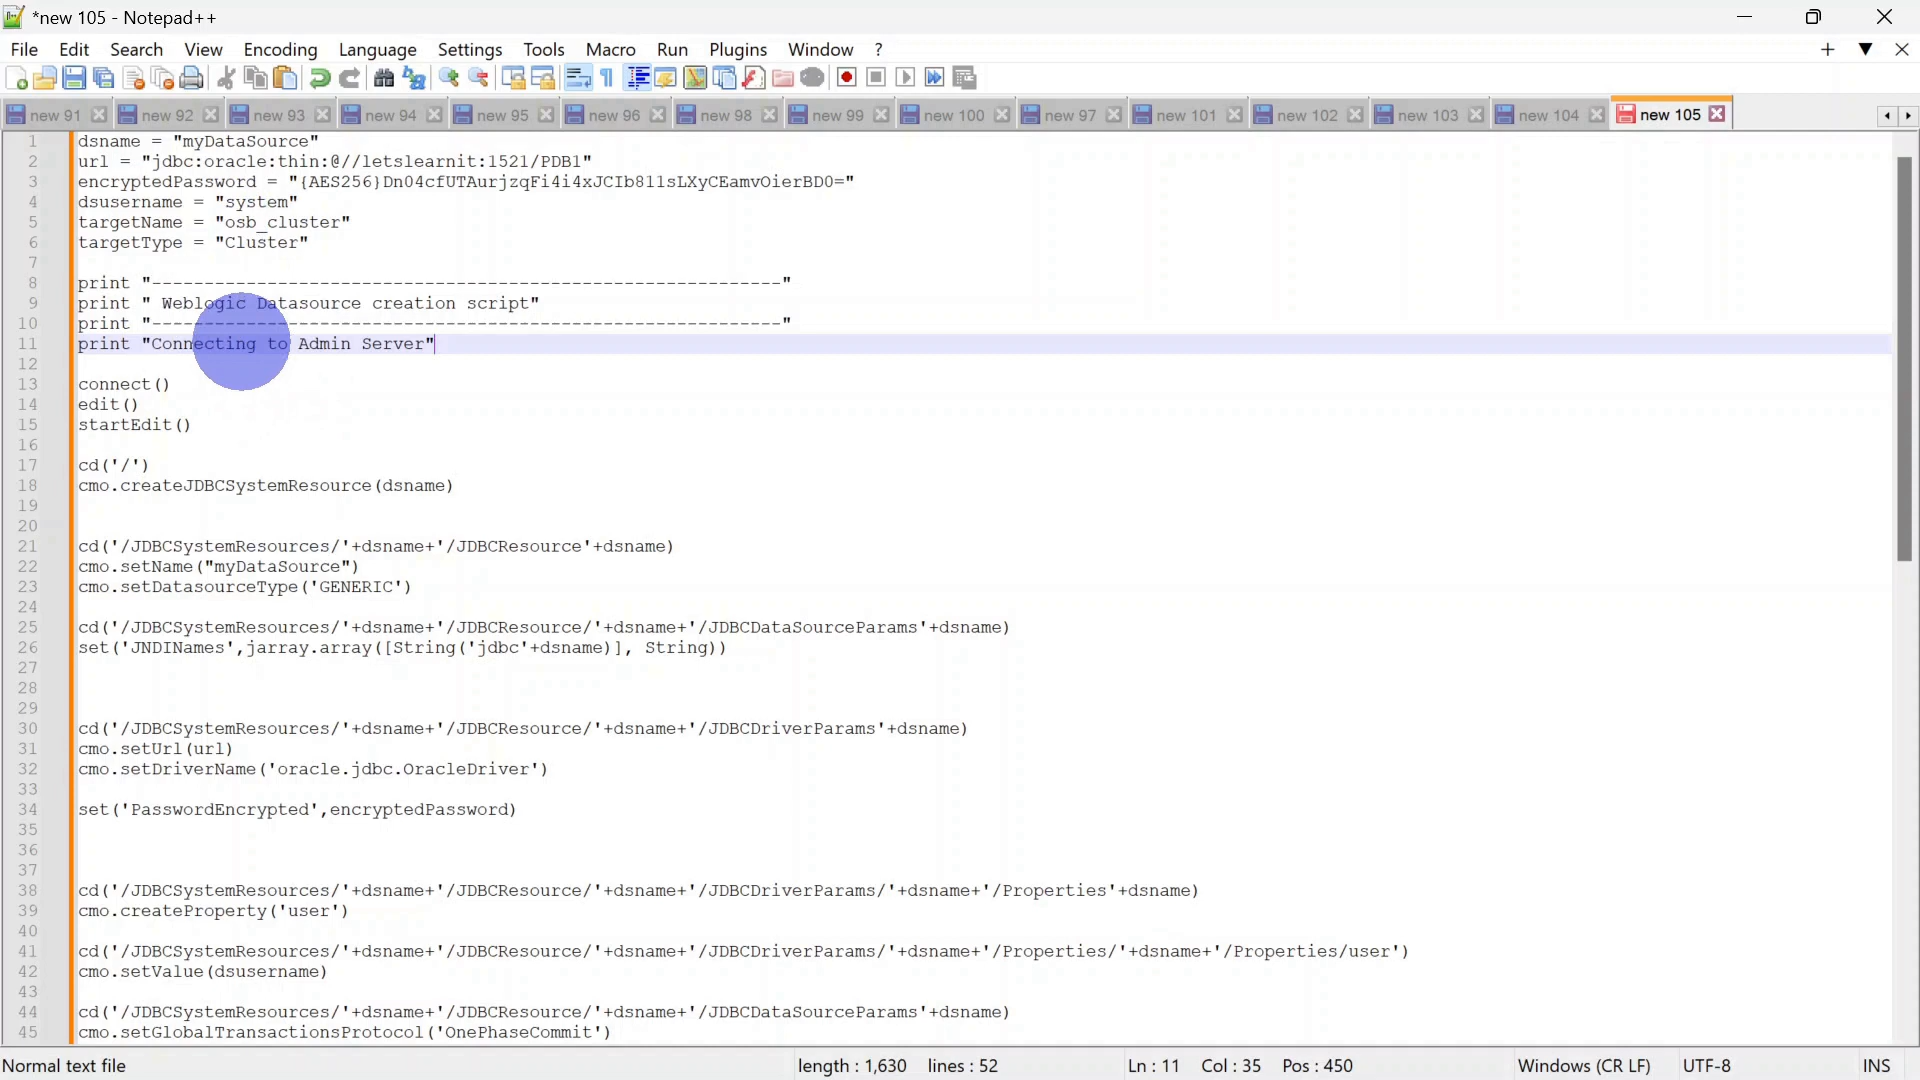 *new 105 - Notepad++
File Edit Search View Encoding Language Settings Tools Macro Run Plugins Window ?
new 91 new 92 new 93 new 94 new 95 new 96 new 98 new 99 new 100 new 97 new 101 new 102 new 103 new 104 new 105
1 dsname = "myDataSource"
2 url = "jdbc:oracle:thin:@//letslearnit:1521/PDB1"
3 encryptedPassword = "{AES256}Dn04cfUTAurjzqFi4i4xJCIb811sLXyCEamvOierBD0="
4 dsusername = "system"
5 targetName = "osb_cluster"
6 targetType = "Cluster"
7
8 print "------------------------------------------------------------"
9 print " Weblogic Datasource creation script"
10 print "------------------------------------------------------------"
11 print "Connecting to Admin Server"
12
13 connect()
14 edit()
15 startEdit()
16
17 cd('/')
18 cmo.createJDBCSystemResource(dsname)
19
20
21 cd('/JDBCSystemResources/'+dsname+'/JDBCResource'+dsname)
22 cmo.setName("myDataSource")
23 cmo.setDatasourceType('GENERIC')
24
25 cd('/JDBCSystemResources/'+dsname+'/JDBCResource/'+dsname+'/JDBCDataSourceParams'+dsname)
26 set('JNDINames',jarray.array([String('jdbc'+dsname)], String))
27
28
29
30 cd('/JDBCSystemResources/'+dsname+'/JDBCResource/'+dsname+'/JDBCDriverParams'+dsname)
31 cmo.setUrl(url)
32 cmo.setDriverName('oracle.jdbc.OracleDriver')
33
34 set('PasswordEncrypted',encryptedPassword)
35
36
37
38 cd('/JDBCSystemResources/'+dsname+'/JDBCResource/'+dsname+'/JDBCDriverParams/'+dsname+'/Properties'+dsname)
39 cmo.createProperty('user')
40
41 cd('/JDBCSystemResources/'+dsname+'/JDBCResource/'+dsname+'/JDBCDriverParams/'+dsname+'/Properties/'+dsname+'/Properties/user')
42 cmo.setValue(dsusername)
43
44 cd('/JDBCSystemResources/'+dsname+'/JDBCResource/'+dsname+'/JDBCDataSourceParams'+dsname)
45 cmo.setGlobalTransactionsProtocol('OnePhaseCommit')
Normal text file length : 1,630 lines : 52 Ln : 11 Col : 35 Pos : 450 Windows (CR LF) UTF-8 INS